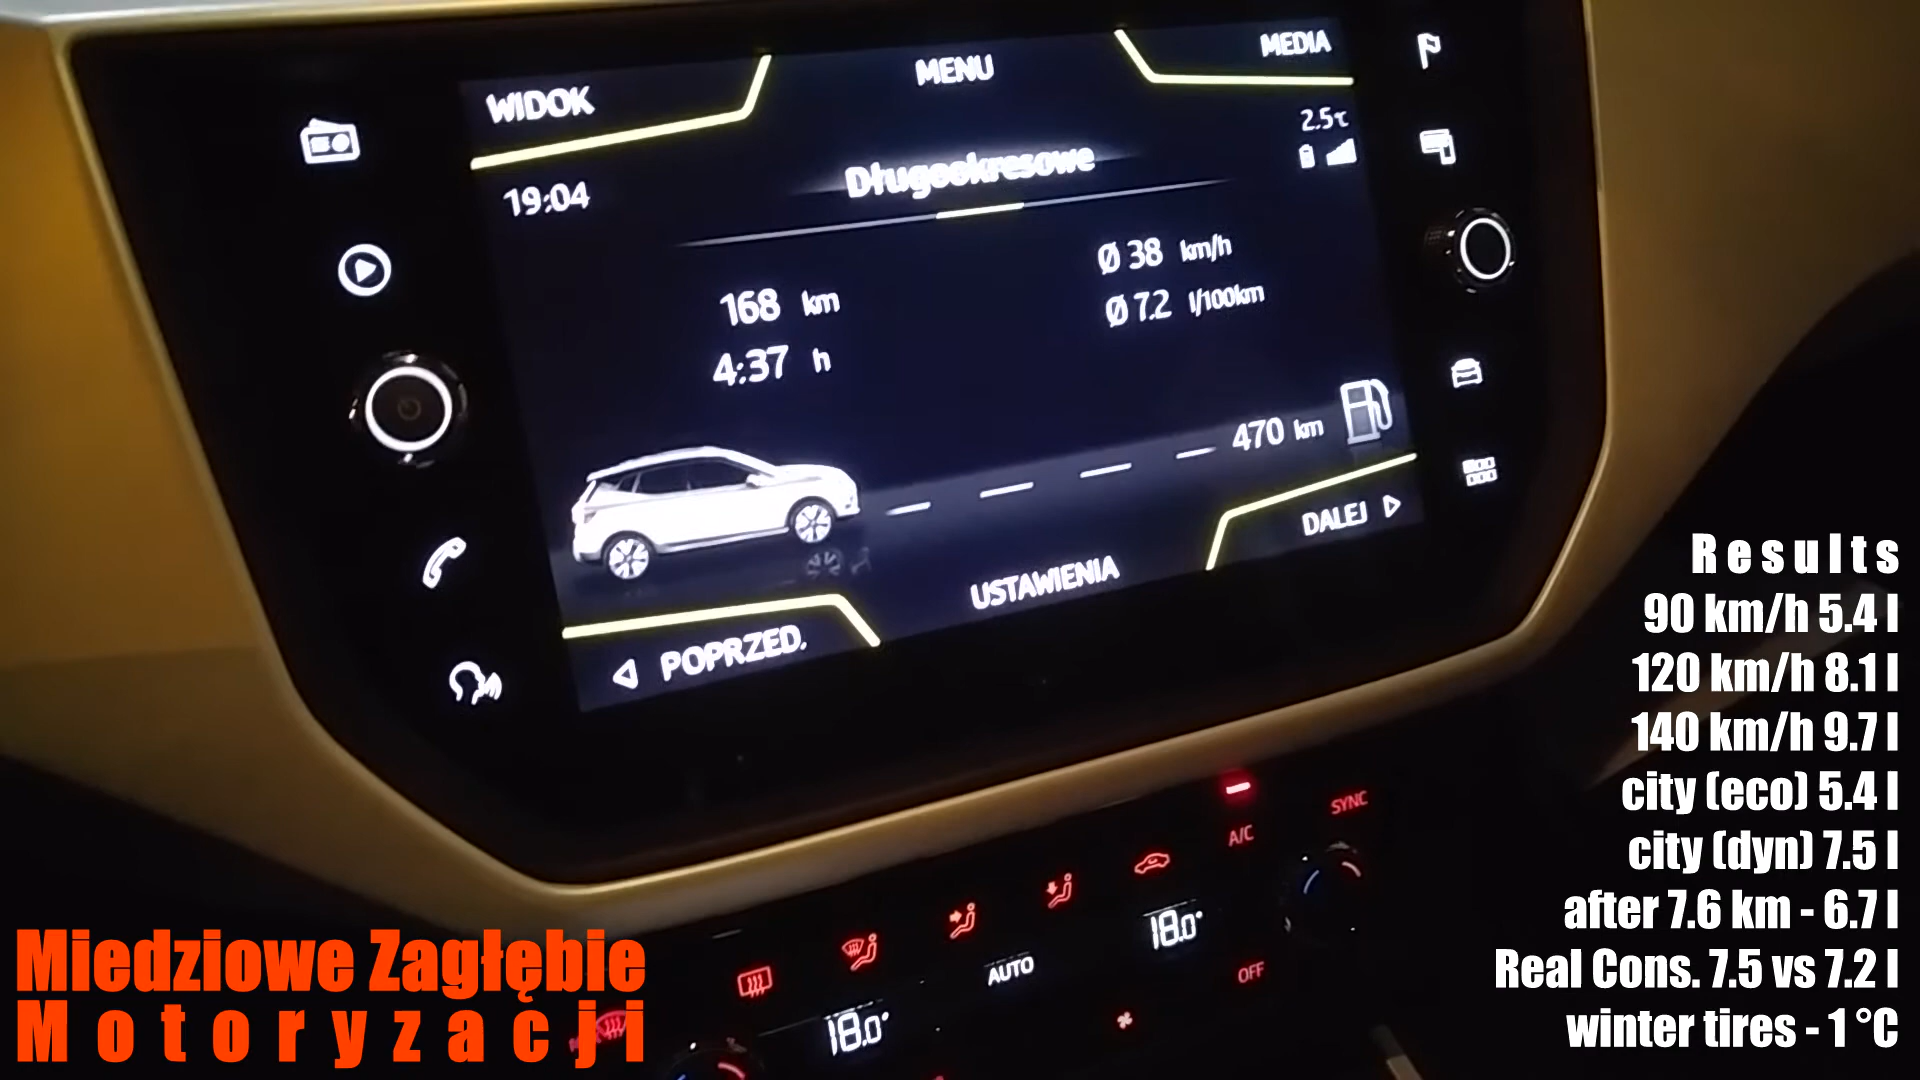 WIDOK
MENU
MEDIA
19:04
Długookresowe
2.5°C
168 km
Ø 38 km/h
4:37 h
Ø 7.2 l/100km
470 km
POPRZED.
USTAWIENIA
DALEJ
A/C
SYNC
AUTO
18.0°
18.0°
OFF
Results
90 km/h 5.4 l
120 km/h 8.1 l
140 km/h 9.7 l
city (eco) 5.4 l
city (dyn) 7.5 l
after 7.6 km - 6.7 l
Real Cons. 7.5 vs 7.2 l
winter tires - 1 °C
Miedziowe Zagłębie
Motoryzacji